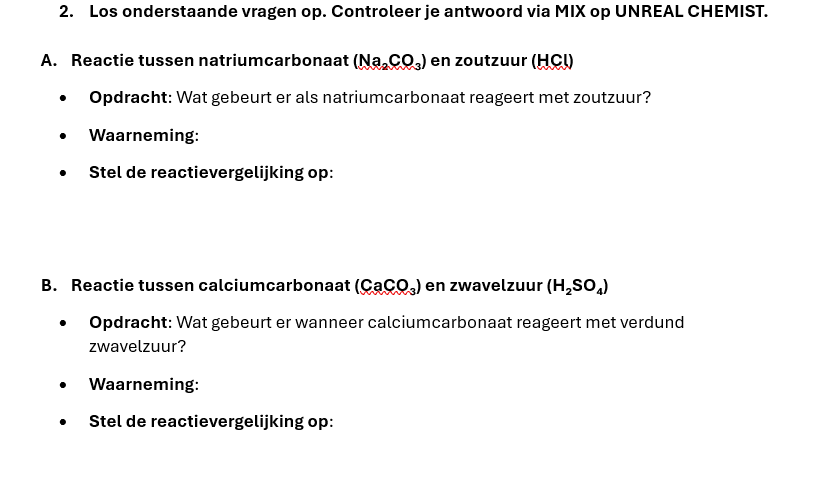 2. Los onderstaande vragen op. Controleer je antwoord via MIX op UNREAL CHEMIST.
A. Reactie tussen natriumcarbonaat (Na₂CO₃) en zoutzuur (HCl)
• Opdracht: Wat gebeurt er als natriumcarbonaat reageert met zoutzuur?
• Waarneming:
• Stel de reactievergelijking op:
B. Reactie tussen calciumcarbonaat (CaCO₃) en zwavelzuur (H₂SO₄)
• Opdracht: Wat gebeurt er wanneer calciumcarbonaat reageert met verdund
zwavelzuur?
• Waarneming:
• Stel de reactievergelijking op: